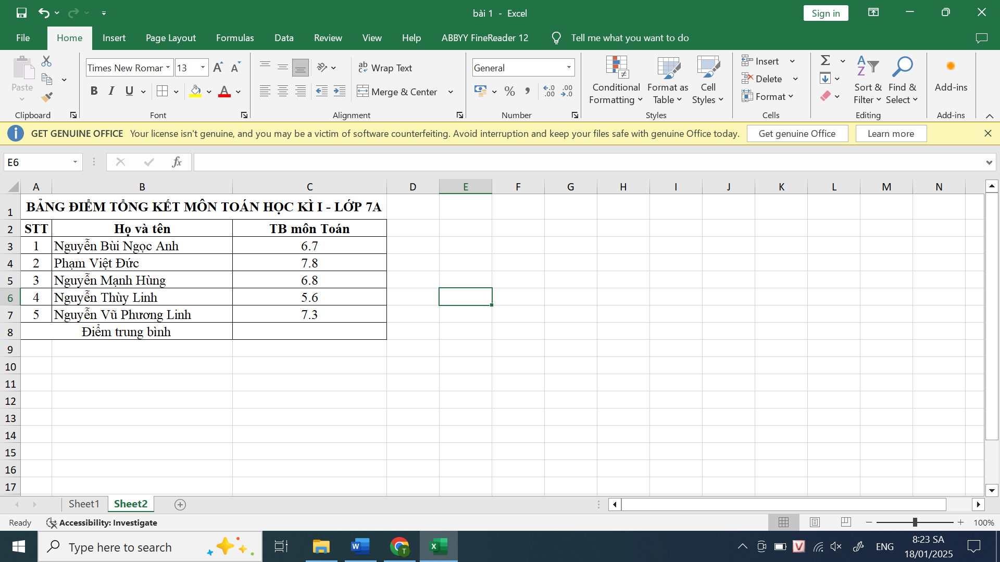 bài 1 - Excel
Sign in
File Home Insert Page Layout Formulas Data Review View Help ABBYY FineReader 12 Tell me what you want to do
Paste
Clipboard
Times New Roman 13
B I U
Font
Wrap Text
Merge & Center
Alignment
General
Number
Conditional Formatting
Format as Table
Cell Styles
Styles
Insert
Delete
Format
Cells
Sort & Filter
Find & Select
Editing
Add-ins
Add-ins
GET GENUINE OFFICE Your license isn't genuine, and you may be a victim of software counterfeiting. Avoid interruption and keep your files safe with genuine Office today. Get genuine Office Learn more
E6 fx
A B C D E F G H I J K L M N
1 BẢNG ĐIỂM TỔNG KẾT MÔN TOÁN HỌC KÌ I - LỚP 7A
2 STT Họ và tên TB môn Toán
3 1 Nguyễn Bùi Ngọc Anh 6.7
4 2 Phạm Việt Đức 7.8
5 3 Nguyễn Mạnh Hùng 6.8
6 4 Nguyễn Thùy Linh 5.6
7 5 Nguyễn Vũ Phương Linh 7.3
8 Điểm trung bình
9
10
11
12
13
14
15
16
17
Sheet1 Sheet2
Ready Accessibility: Investigate 100%
Type here to search
ENG
8:23 SA
18/01/2025